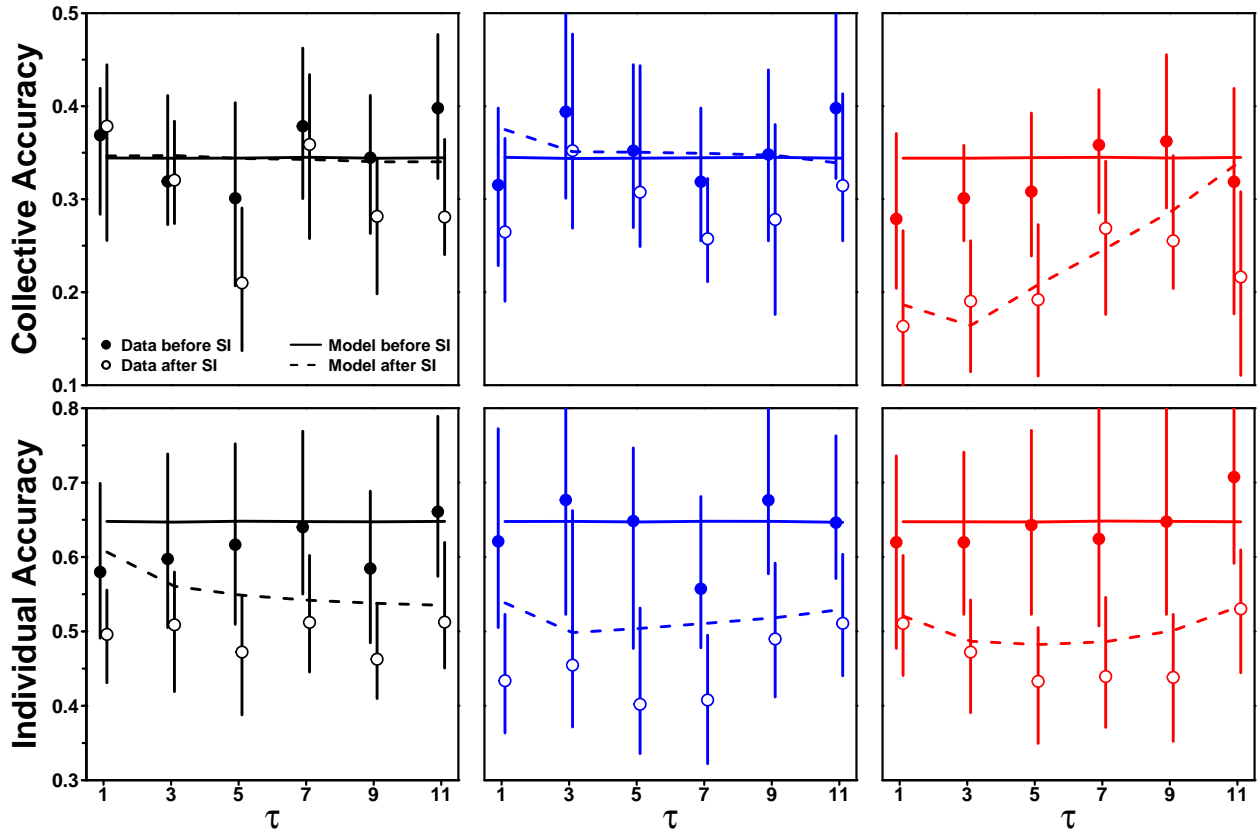 Collective Accuracy
0.5
0.4
0.3
0.2
0.1
Data before SI
Model before SI
Data after SI
Model after SI
Individual Accuracy
0.8
0.7
0.6
0.5
0.4
0.3
1 3 5 7 9 11
1 3 5 7 9 11
1 3 5 7 9 11
τ
τ
τ